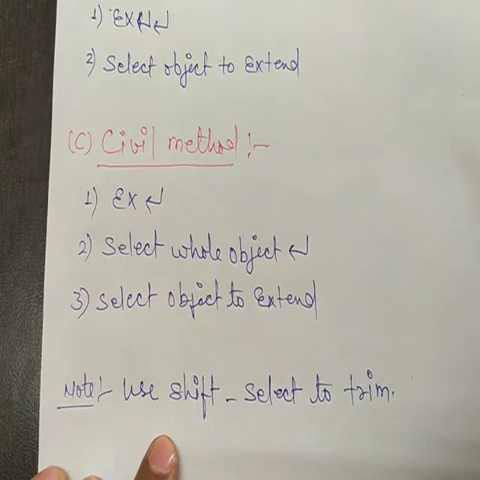 1) EX↵↵
2) Select object to Extend
(C) Civil method :-
1) EX↵
2) Select whole object ↵
3) Select object to Extend
Note:- Use shift - select to trim.